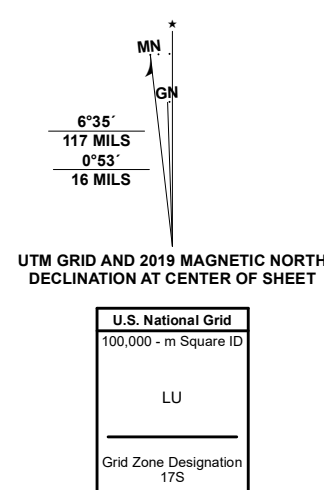 ★
MN
GN
6°35´
117 MILS
0°53´
16 MILS
UTM GRID AND 2019 MAGNETIC NORTH
DECLINATION AT CENTER OF SHEET
U.S. National Grid
100,000 - m Square ID
LU
Grid Zone Designation
17S